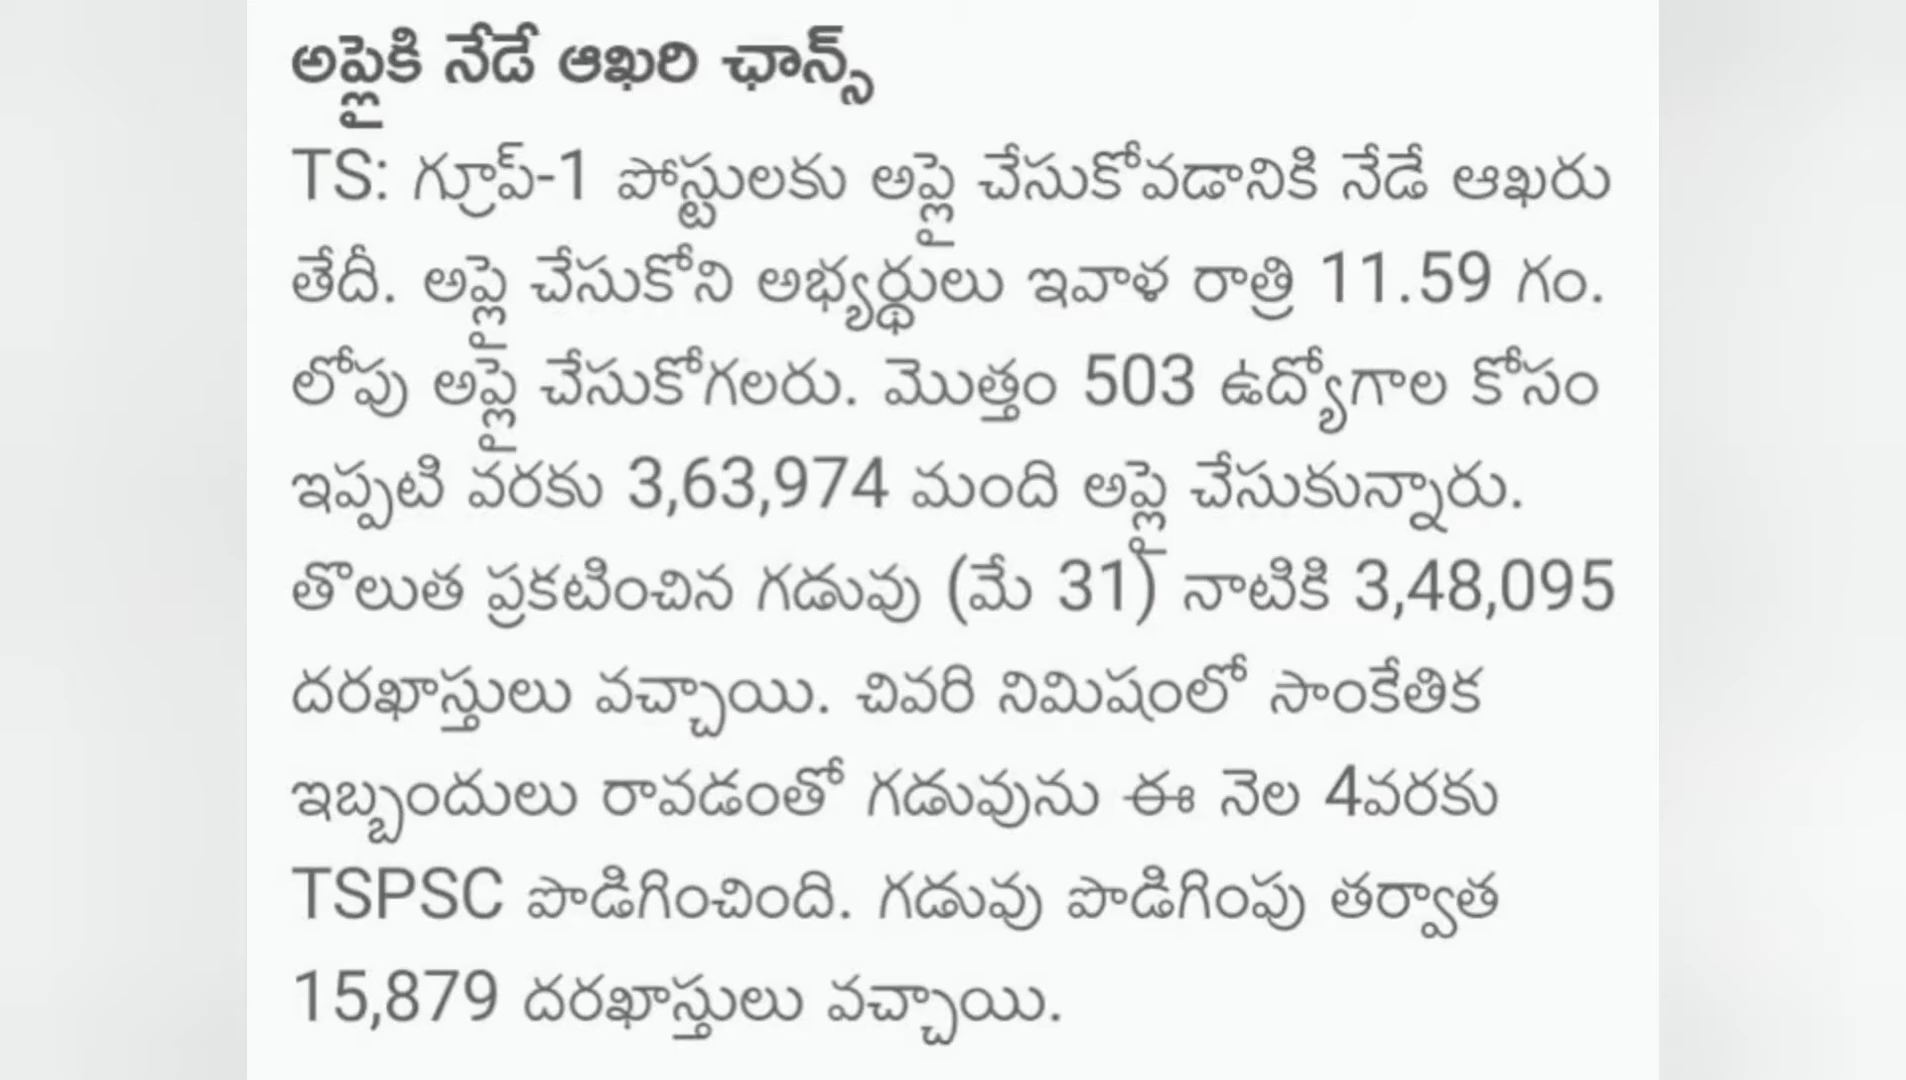 అప్లైకి నేడే ఆఖరి ఛాన్స్
TS: గ్రూప్-1 పోస్టులకు అప్లై చేసుకోవడానికి నేడే ఆఖరు
తేదీ. అప్లై చేసుకోని అభ్యర్థులు ఇవాళ రాత్రి 11.59 గం.
లోపు అప్లై చేసుకోగలరు. మొత్తం 503 ఉద్యోగాల కోసం
ఇప్పటి వరకు 3,63,974 మంది అప్లై చేసుకున్నారు.
తొలుత ప్రకటించిన గడువు (మే 31) నాటికి 3,48,095
దరఖాస్తులు వచ్చాయి. చివరి నిమిషంలో సాంకేతిక
ఇబ్బందులు రావడంతో గడువును ఈ నెల 4వరకు
TSPSC పొడిగించింది. గడువు పొడిగింపు తర్వాత
15,879 దరఖాస్తులు వచ్చాయి.